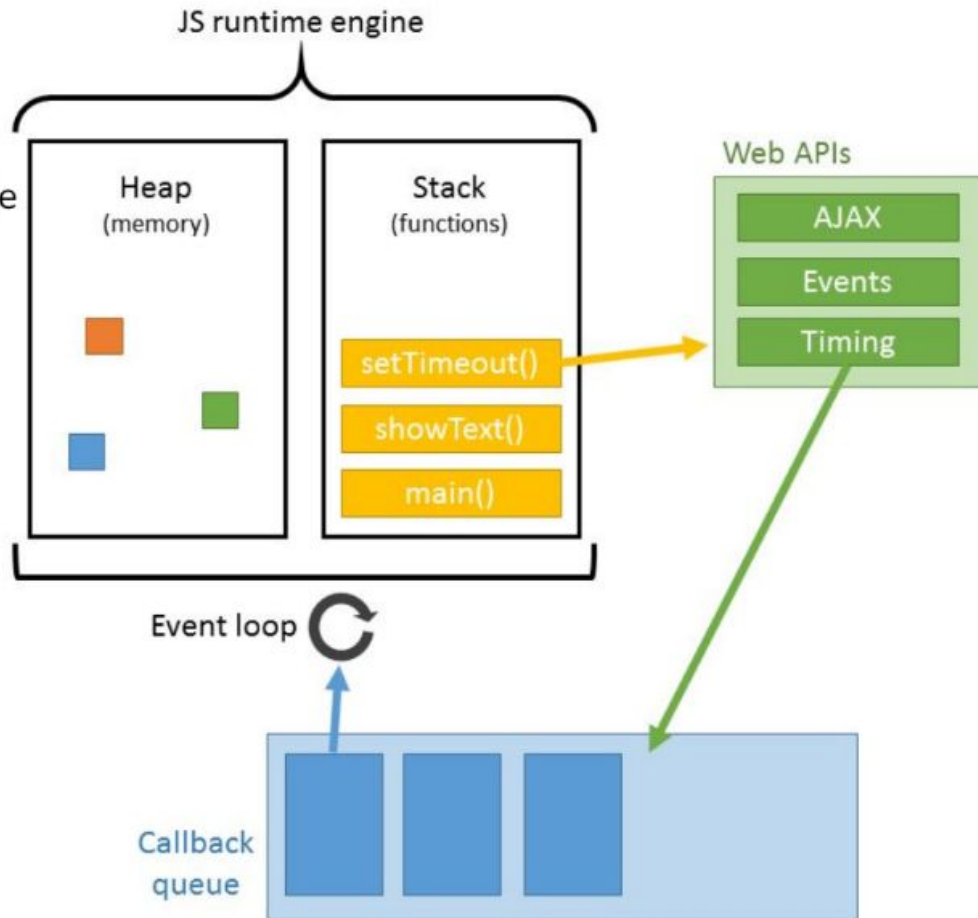 JS runtime engine
e
Heap
(memory)
Stack
(functions)
setTimeout()
showText()
main()
Web APIs
AJAX
Events
Timing
Event loop
Callback
queue